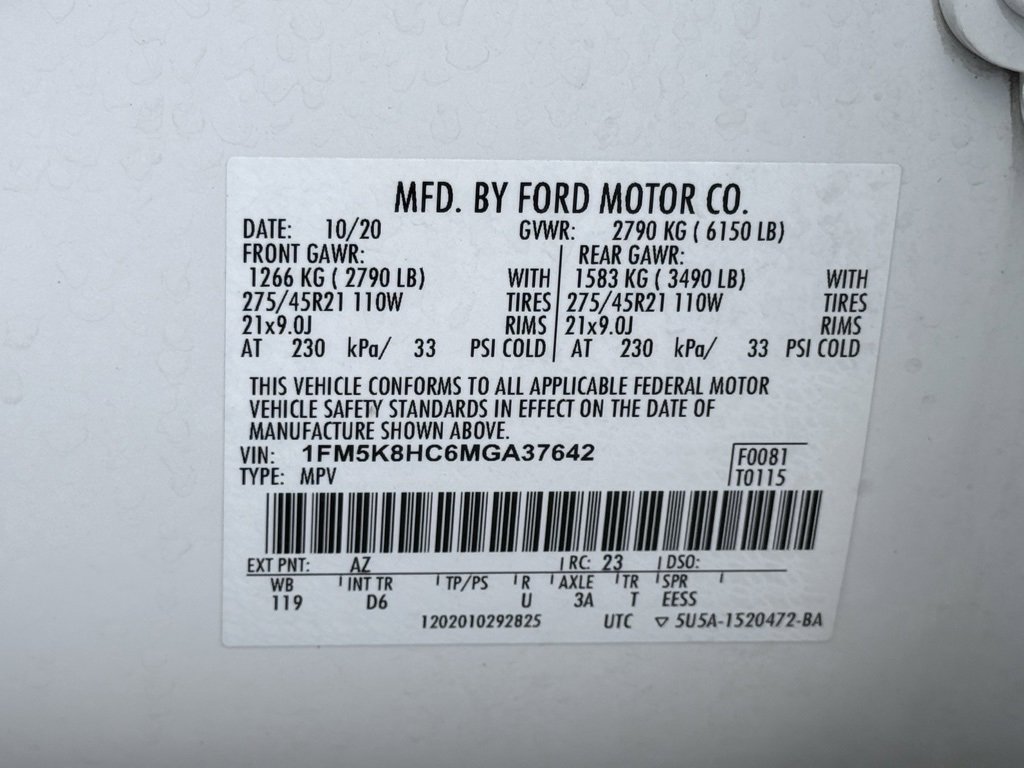 MFD. BY FORD MOTOR CO.
DATE: 10/20 GVWR: 2790 KG ( 6150 LB)
FRONT GAWR: REAR GAWR:
1266 KG ( 2790 LB) WITH 1583 KG ( 3490 LB) WITH
275/45R21 110W TIRES 275/45R21 110W TIRES
21x9.0J RIMS 21x9.0J RIMS
AT 230 kPa/ 33 PSI COLD AT 230 kPa/ 33 PSI COLD
THIS VEHICLE CONFORMS TO ALL APPLICABLE FEDERAL MOTOR
VEHICLE SAFETY STANDARDS IN EFFECT ON THE DATE OF
MANUFACTURE SHOWN ABOVE.
VIN: 1FM5K8HC6MGA37642 F0081
TYPE: MPV T0115
EXT PNT: AZ RC: 23 DSO:
WB INT TR TP/PS R AXLE TR SPR
119 D6 U 3A T EESS
1202010292825 UTC ▽ 5U5A-1520472-BA